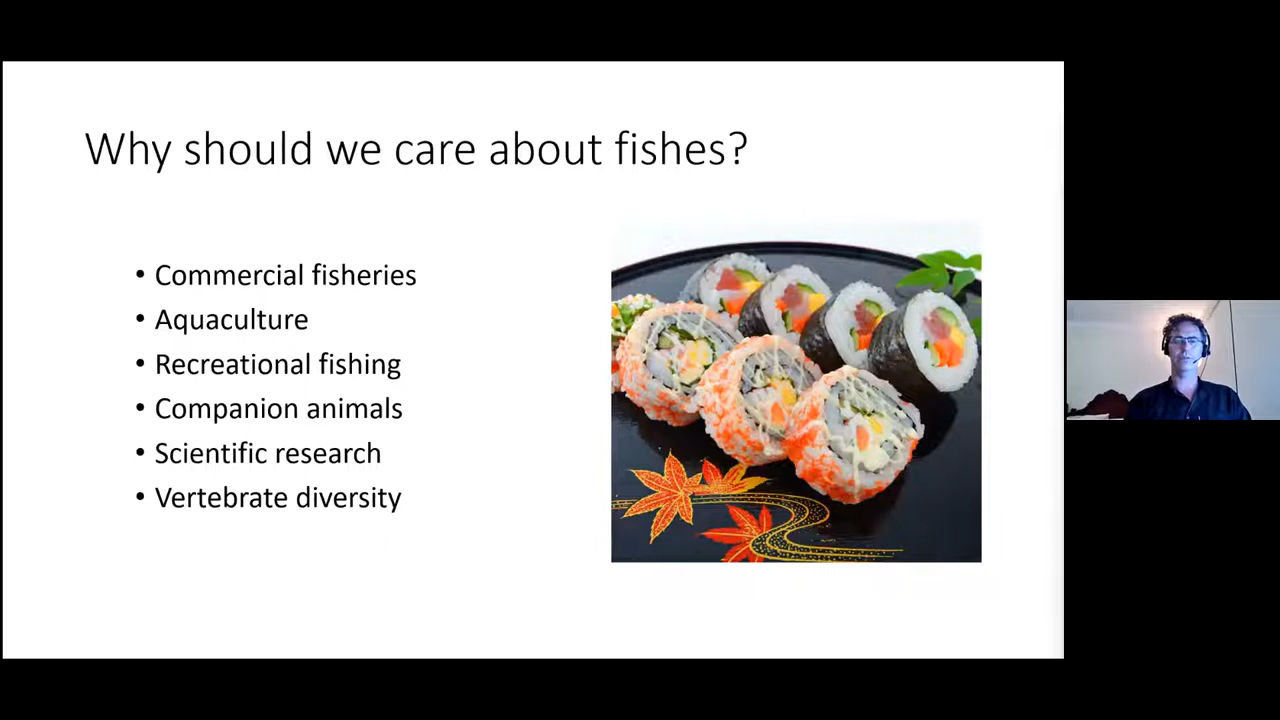 Why should we care about fishes?
• Commercial fisheries
• Aquaculture
• Recreational fishing
• Companion animals
• Scientific research
• Vertebrate diversity